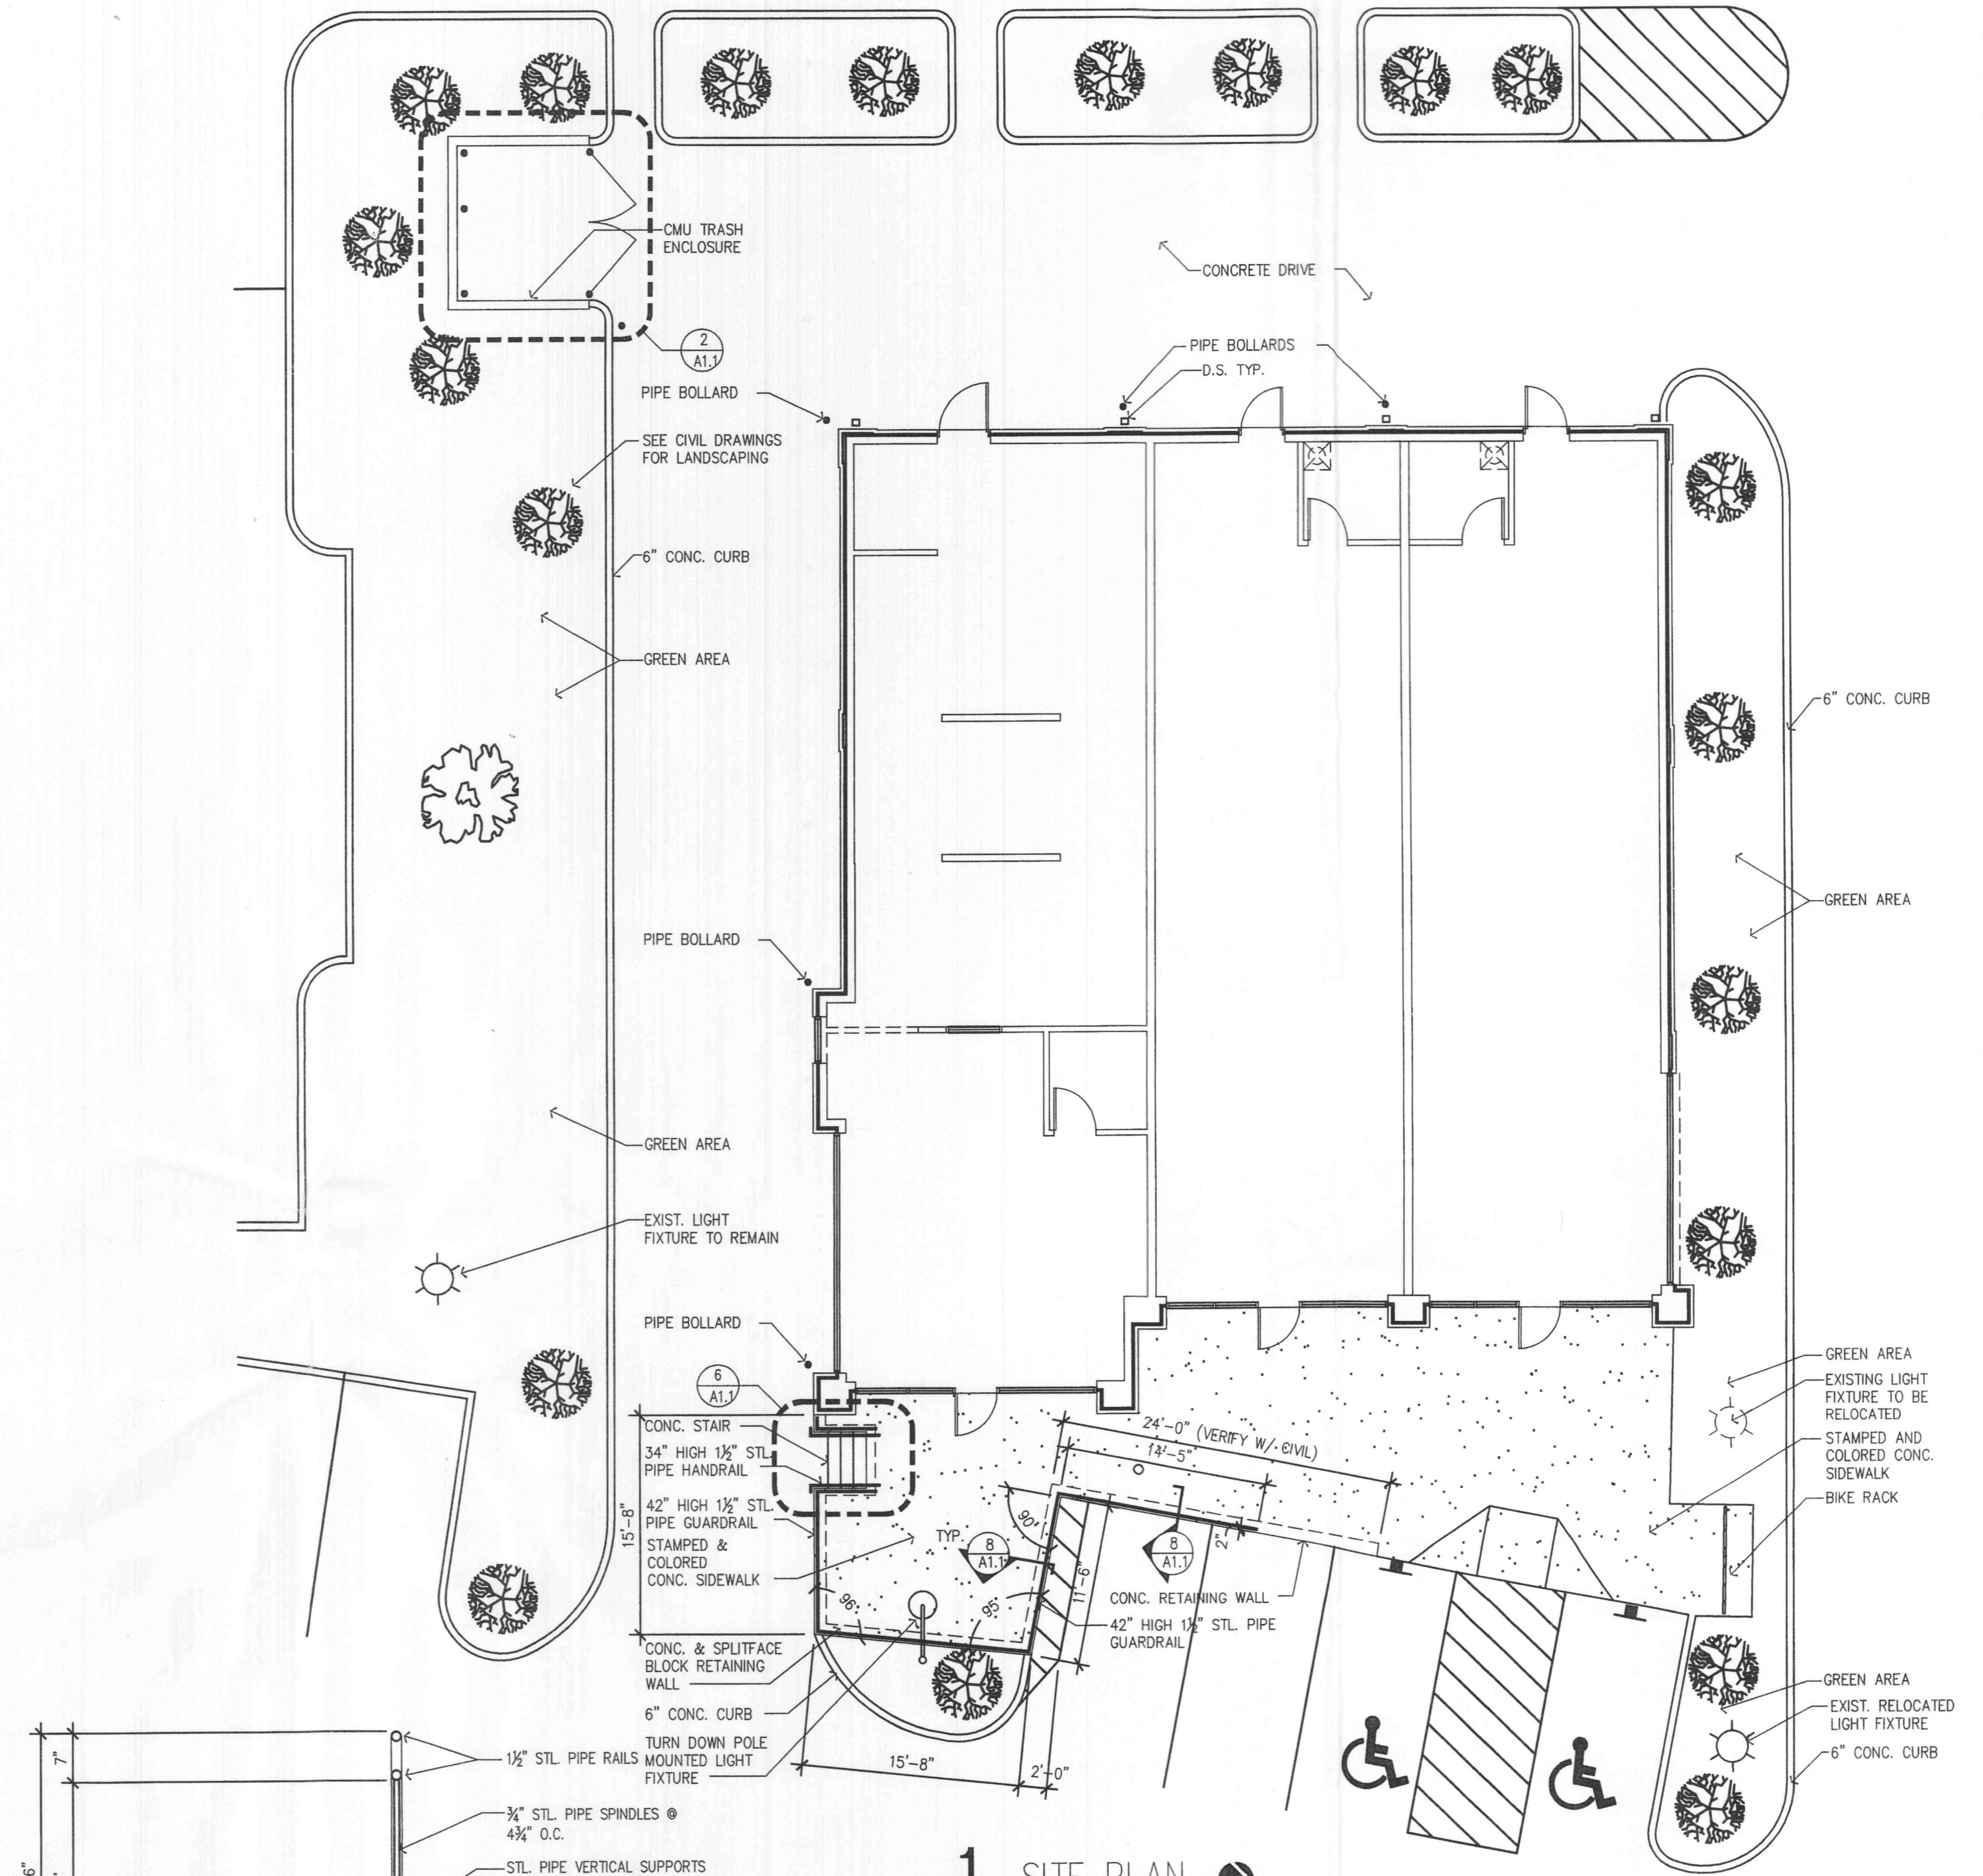 CMU TRASH
ENCLOSURE
CONCRETE DRIVE
2
A1.1
PIPE BOLLARDS
D.S. TYP.
PIPE BOLLARD
SEE CIVIL DRAWINGS
FOR LANDSCAPING
6" CONC. CURB
GREEN AREA
6" CONC. CURB
GREEN AREA
PIPE BOLLARD
GREEN AREA
EXIST. LIGHT
FIXTURE TO REMAIN
PIPE BOLLARD
6
A1.1
GREEN AREA
EXISTING LIGHT
FIXTURE TO BE
RELOCATED
STAMPED AND
COLORED CONC.
SIDEWALK
BIKE RACK
CONC. STAIR
34" HIGH 1½" STL.
PIPE HANDRAIL
42" HIGH 1½" STL.
PIPE GUARDRAIL
STAMPED &
COLORED
CONC. SIDEWALK
15'-8"
24'-0" (VERIFY W/ CIVIL)
14'-5"
90°
TYP.
8
A1.1
8
A1.1
2"
11'-6"
96°
95°
CONC. RETAINING WALL
42" HIGH 1½" STL. PIPE
GUARDRAIL
CONC. & SPLITFACE
BLOCK RETAINING
WALL
6" CONC. CURB
TURN DOWN POLE
MOUNTED LIGHT
FIXTURE
15'-8"
2'-0"
GREEN AREA
EXIST. RELOCATED
LIGHT FIXTURE
6" CONC. CURB
7"
1½" STL. PIPE RAILS
¾" STL. PIPE SPINDLES @
4¾" O.C.
STL. PIPE VERTICAL SUPPORTS
6"
1 SITE PLAN